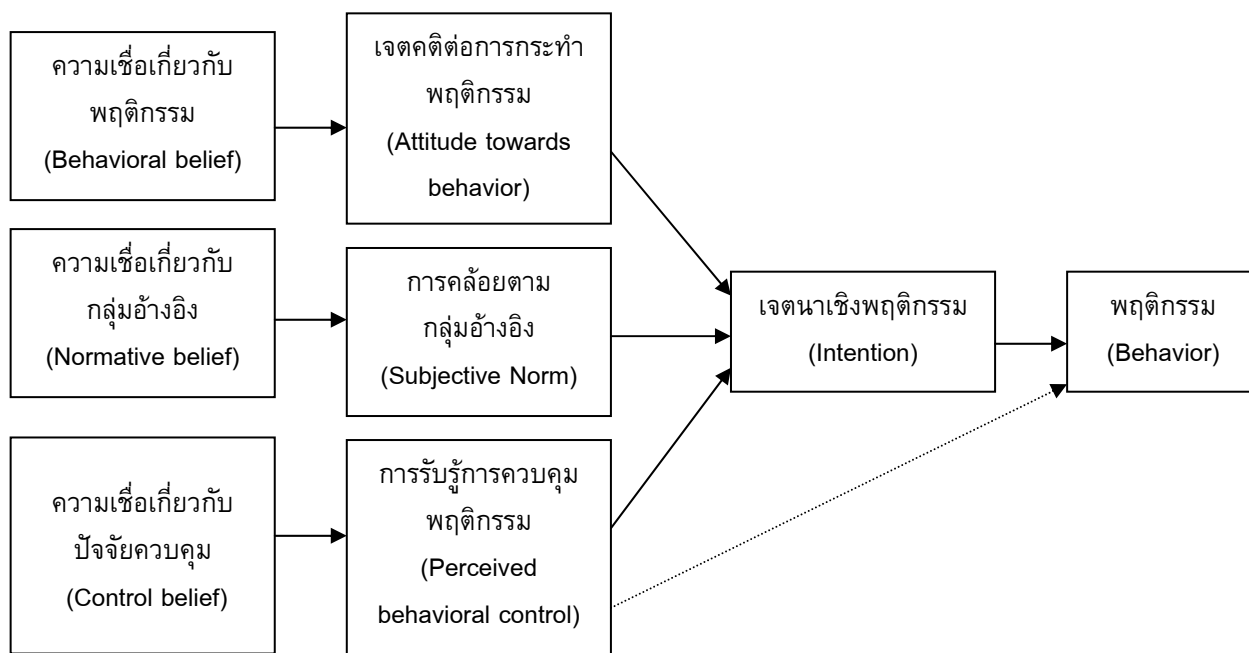 ความเชื่อเกี่ยวกับ
พฤติกรรม
(Behavioral belief)
เจตคติต่อการกระทำ
พฤติกรรม
(Attitude towards
behavior)
ความเชื่อเกี่ยวกับ
กลุ่มอ้างอิง
(Normative belief)
การคล้อยตาม
กลุ่มอ้างอิง
(Subjective Norm)
เจตนาเชิงพฤติกรรม
(Intention)
พฤติกรรม
(Behavior)
ความเชื่อเกี่ยวกับ
ปัจจัยควบคุม
(Control belief)
การรับรู้การควบคุม
พฤติกรรม
(Perceived
behavioral control)